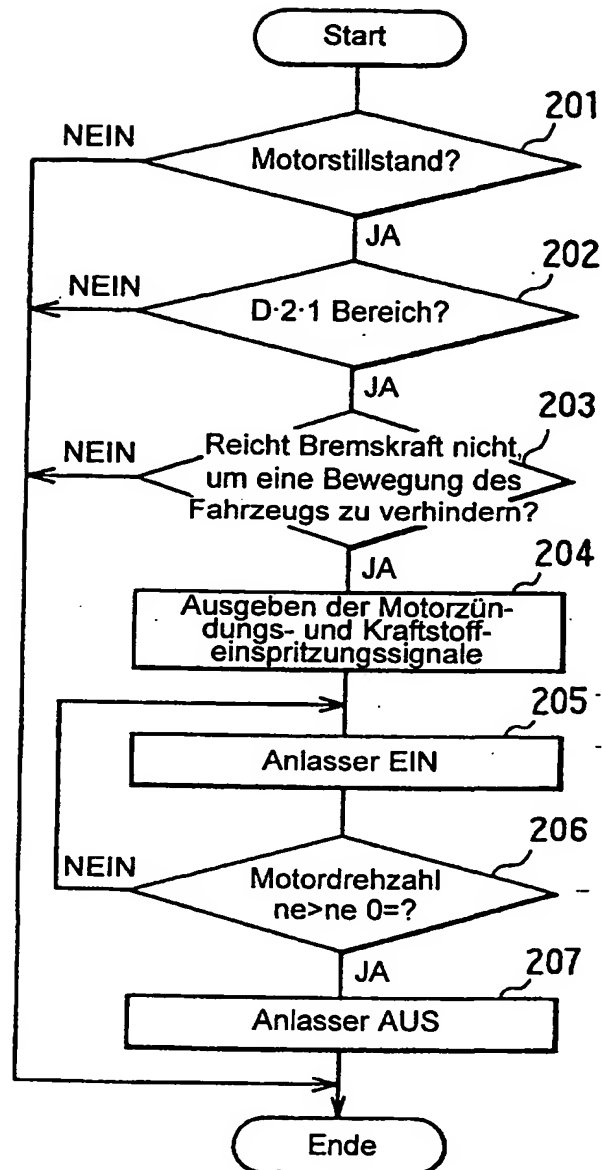 Start
201
NEIN
Motorstillstand?
JA
202
NEIN
D·2·1 Bereich?
JA
203
NEIN
Reicht Bremskraft nicht,
um eine Bewegung des
Fahrzeugs zu verhindern?
JA
204
Ausgeben der Motorzün-
dungs- und Kraftstoff-
einspritzungssignale
205
Anlasser EIN
206
NEIN
Motordrehzahl
ne>ne 0=?
JA
207
Anlasser AUS
Ende